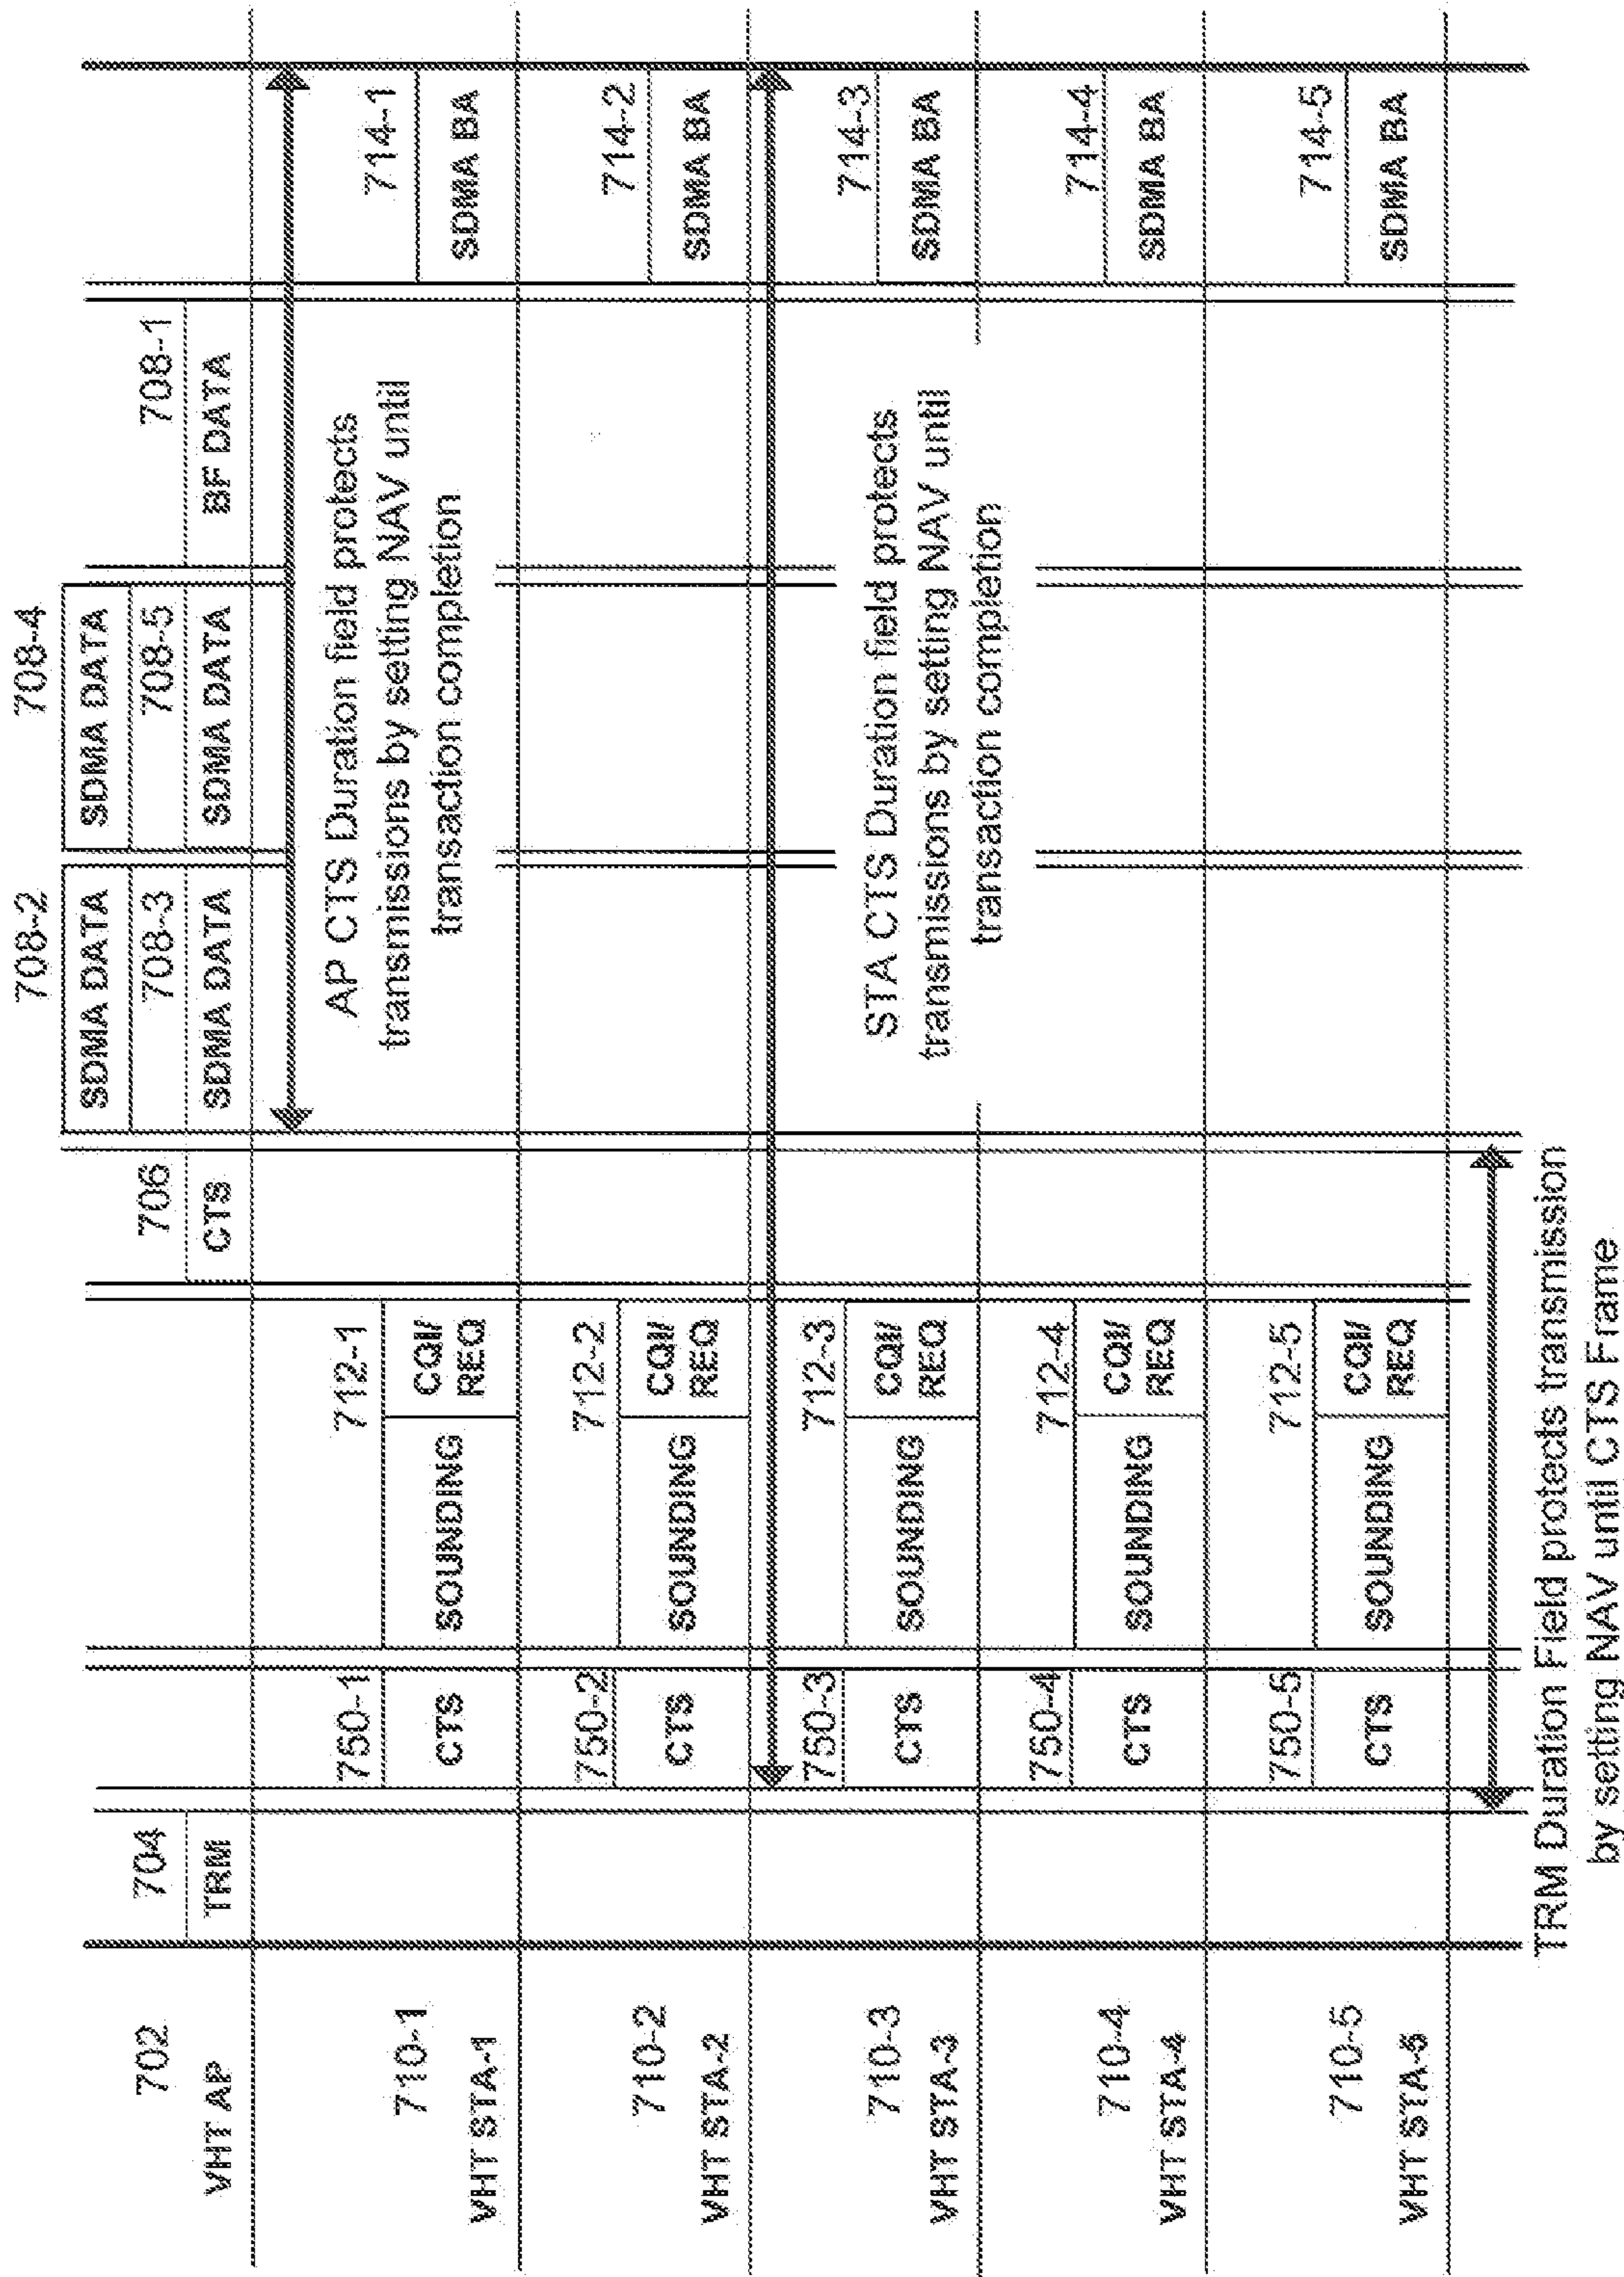 708-2
708-4
SDMA DATA
SDMA DATA
702
704
706
708-3
708-5
708-1
VHT AP
TRM
CTS
SDMA DATA
SDMA DATA
BF DATA
AP CTS Duration field protects
transmissions by setting NAV until
transaction completion
710-1
750-1
712-1
714-1
VHT STA-1
CTS
SOUNDING
CQI/
REQ
SDMA BA
710-2
750-2
712-2
714-2
VHT STA-2
CTS
SOUNDING
CQI/
REQ
SDMA BA
STA CTS Duration field protects
transmissions by setting NAV until
transaction completion
710-3
750-3
712-3
714-3
VHT STA-3
CTS
SOUNDING
CQI/
REQ
SDMA BA
710-4
750-4
712-4
714-4
VHT STA-4
CTS
SOUNDING
CQI/
REQ
SDMA BA
710-5
750-5
712-5
714-5
VHT STA-5
CTS
SOUNDING
CQI/
REQ
SDMA BA
TRM Duration Field protects transmission
by setting NAV until CTS Frame